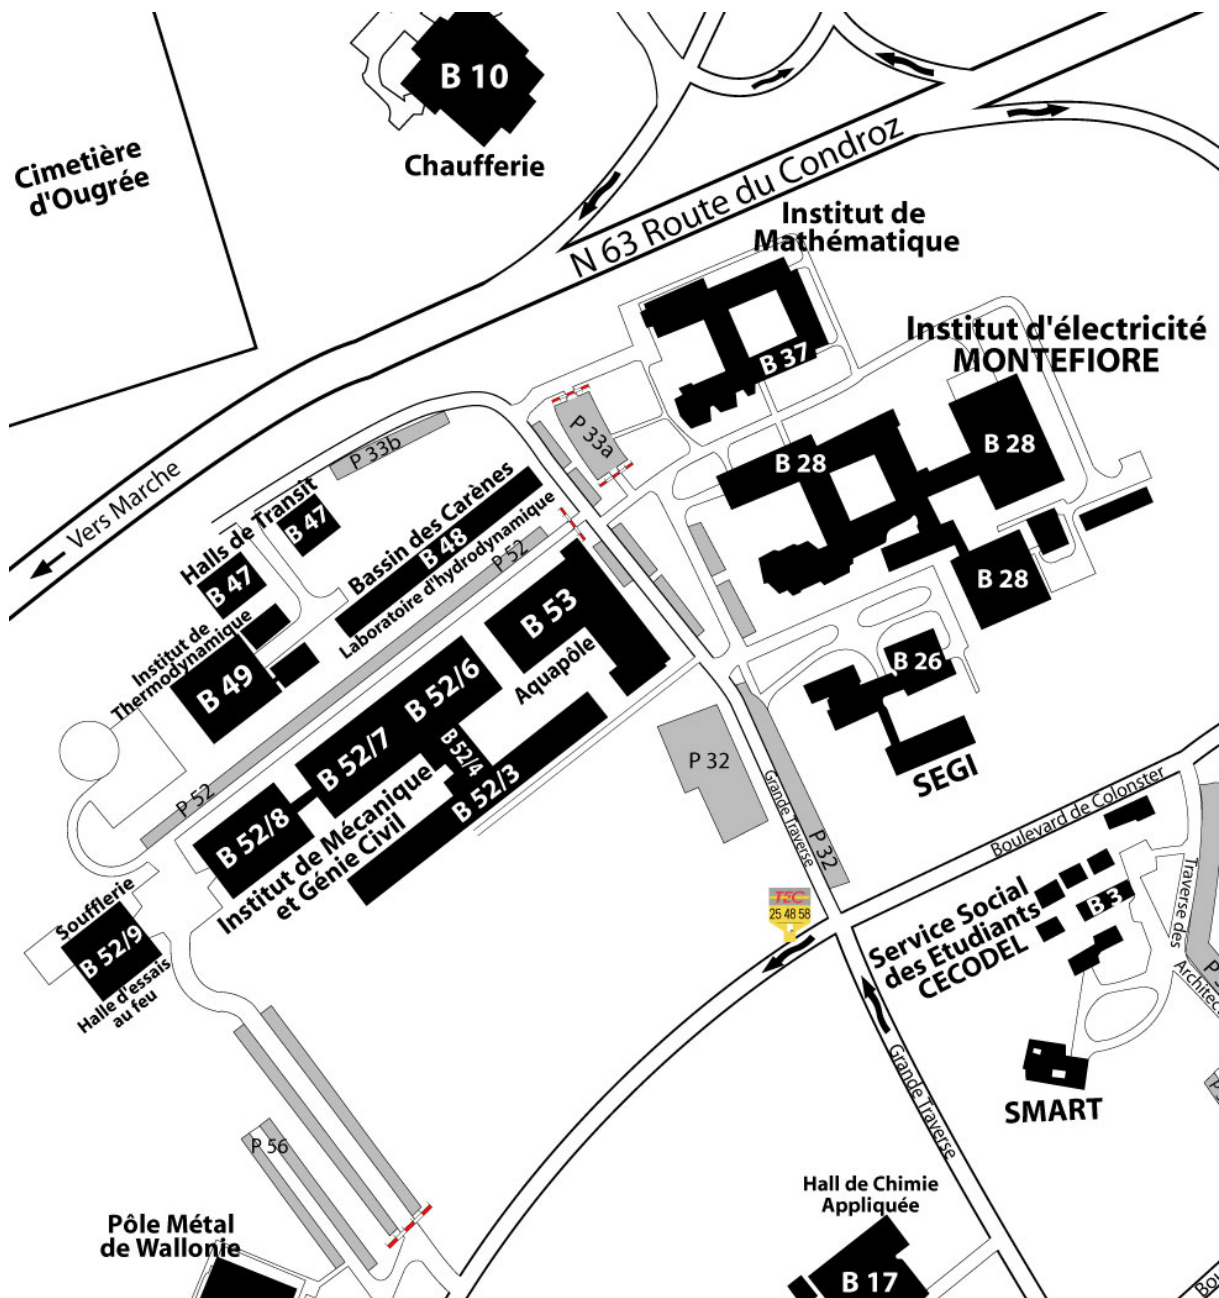 B 10
Chaufferie
Cimetière
d'Ougrée
N 63 Route du Condroz
Institut de
Mathématique
B 37
Institut d'électricité
MONTEFIORE
B 28
B 28
B 28
P 33a
P 33b
Vers Marche
Halls de Transit
B 47
B 47
Bassin des Carènes
B 48
Laboratoire d'hydrodynamique
P 52
Institut de
Thermodynamique
B 49
B 53
Aquapôle
B 52/6
B 52/7
B 52/4
B 52/3
B 52/8
P 52
Institut de Mécanique
et Génie Civil
B 26
SEGI
P 32
P 32
Grande Traverse
Boulevard de Colonster
TEC
25 48 58
Service Social
des Etudiants
CECODEL
B 3
Traverse des
Architec
Soufflerie
B 52/9
Halle d'essais
au feu
Grande Traverse
SMART
P 56
Pôle Métal
de Wallonie
Hall de Chimie
Appliquée
B 17